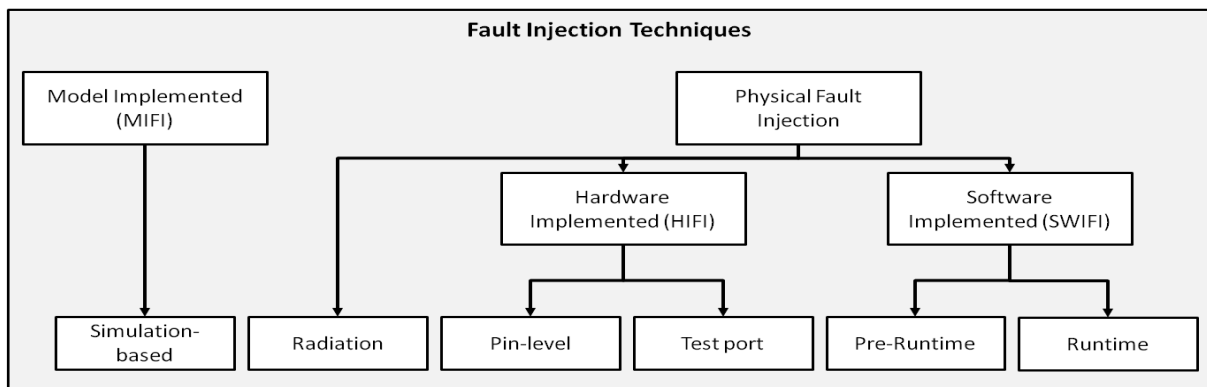 Fault Injection Techniques
Model Implemented
(MIFI)
Physical Fault
Injection
Hardware
Implemented (HIFI)
Software
Implemented (SWIFI)
Simulation-
based
Radiation
Pin-level
Test port
Pre-Runtime
Runtime